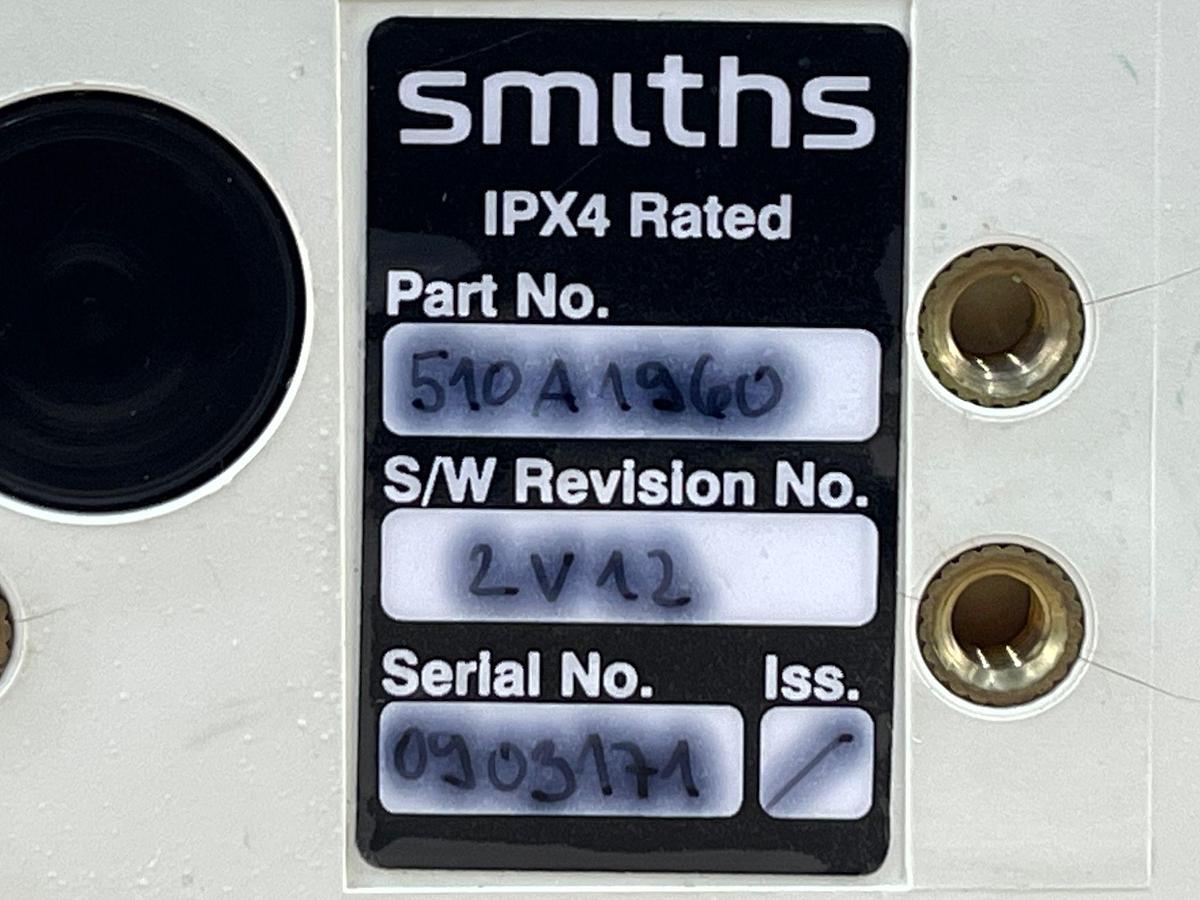 smiths
IPX4 Rated
Part No.
510A1960
S/W Revision No.
2V12
Serial No. Iss.
0903171 /